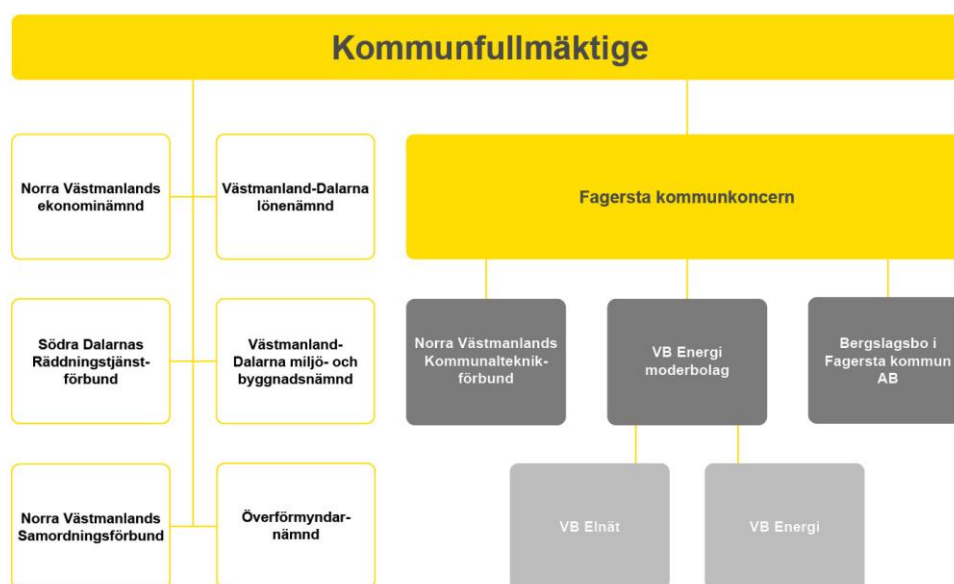 Kommunfullmäktige
Norra Västmanlands
ekonominämnd
Västmanland-Dalarna
lönenämnd
Fagersta kommunkoncern
Södra Dalarnas
Räddningstjänst-
förbund
Västmanland-
Dalarna miljö- och
byggnadsnämnd
Norra Västmanlands
Kommunalteknik-
förbund
VB Energi
moderbolag
Bergslagsbo i
Fagersta kommun
AB
Norra Västmanlands
Samordningsförbund
Överförmyndar-
nämnd
VB Elnät
VB Energi